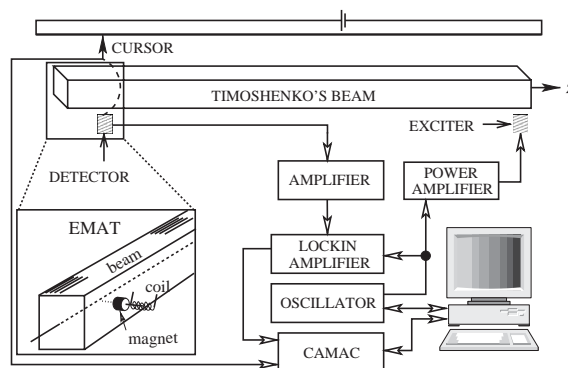 CURSOR
TIMOSHENKO'S BEAM
EXCITER
DETECTOR
AMPLIFIER
POWER
AMPLIFIER
EMAT
beam
coil
magnet
LOCKIN
AMPLIFIER
OSCILLATOR
CAMAC